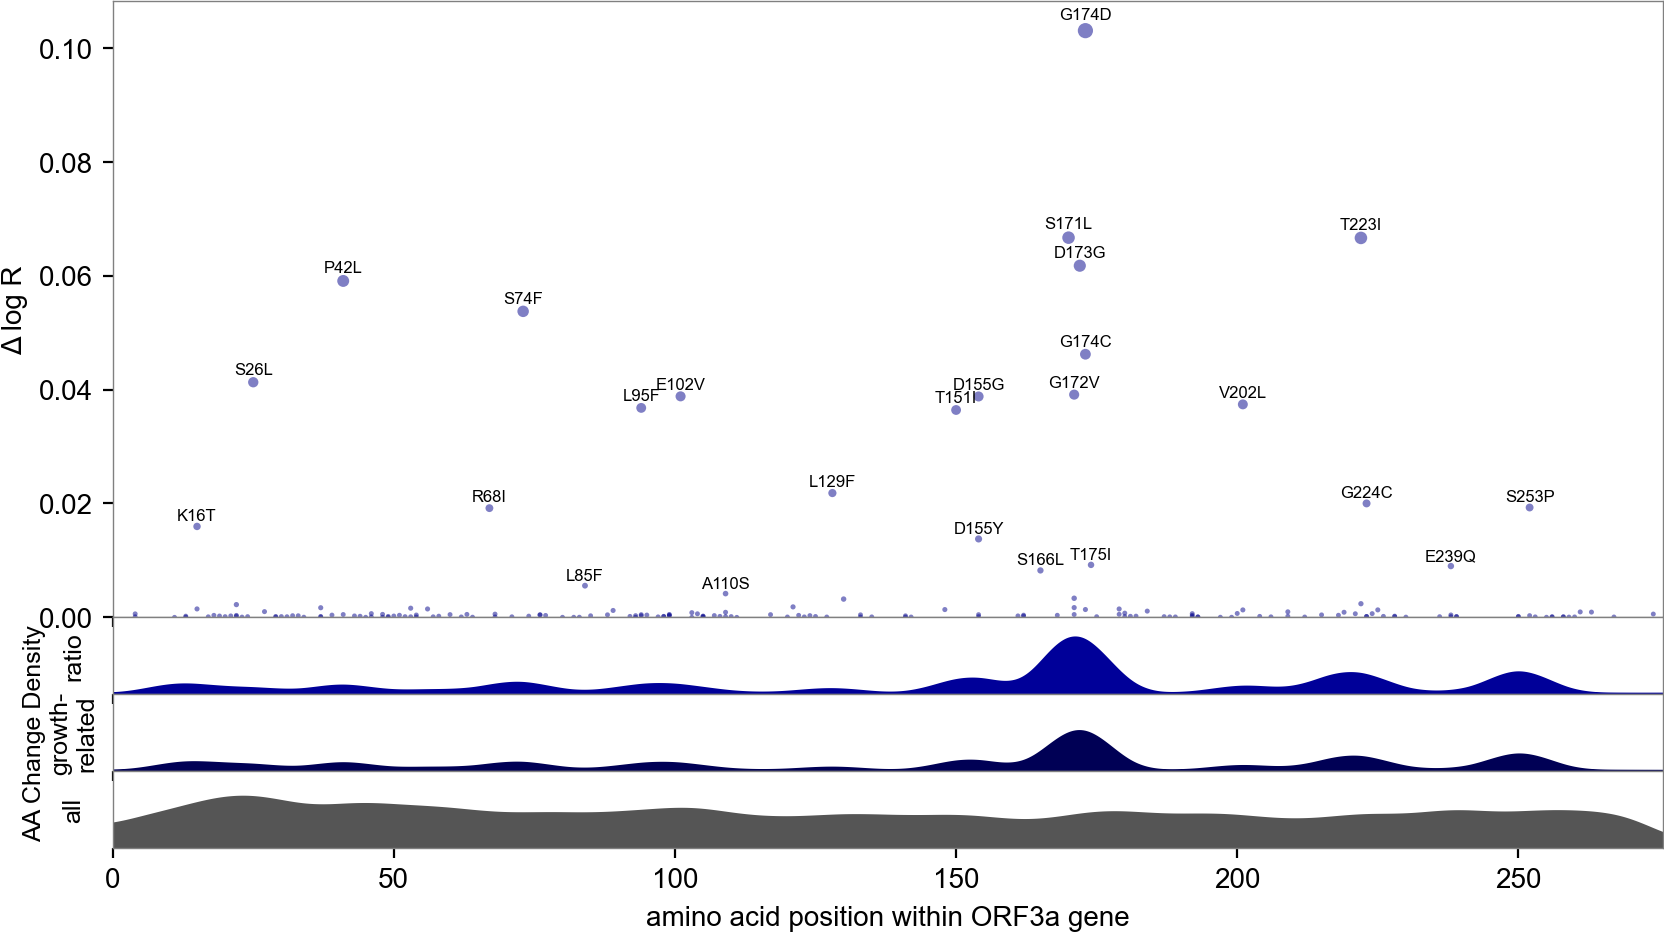 G174D
0.10
0.08
S171L
T223I
D173G
P42L
0.06
S74F
Δ log R
G174C
S26L
G172V
E102V
D155G
V202L
L95F
T151I
0.04
L129F
G224C
S253P
R68I
0.02
K16T
D155Y
T175I
E239Q
S166L
L85F
A110S
0.00
AA Change Density
ratio
growth-
related
all
0
50
100
150
200
250
amino acid position within ORF3a gene